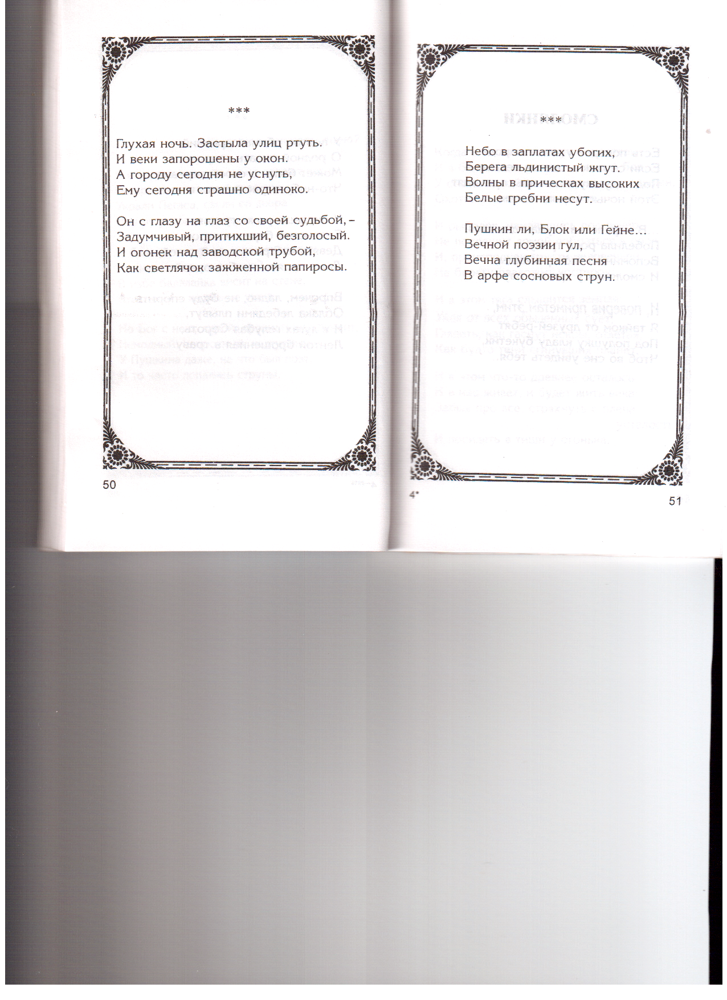 ***
Глухая ночь. Застыла улиц ртуть.
И веки запорошены у окон.
А городу сегодня не уснуть,
Ему сегодня страшно одиноко.
Он с глазу на глаз со своей судьбой,–
Задумчивый, притихший, безголосый.
И огонек над заводской трубой,
Как светлячок зажженной папиросы.
50
***
Небо в заплатах убогих,
Берега льдинистый жгут.
Волны в прическах высоких
Белые гребни несут.
Пушкин ли, Блок или Гейне...
Вечной поэзии гул,
Вечна глубинная песня
В арфе сосновых струн.
4*
51